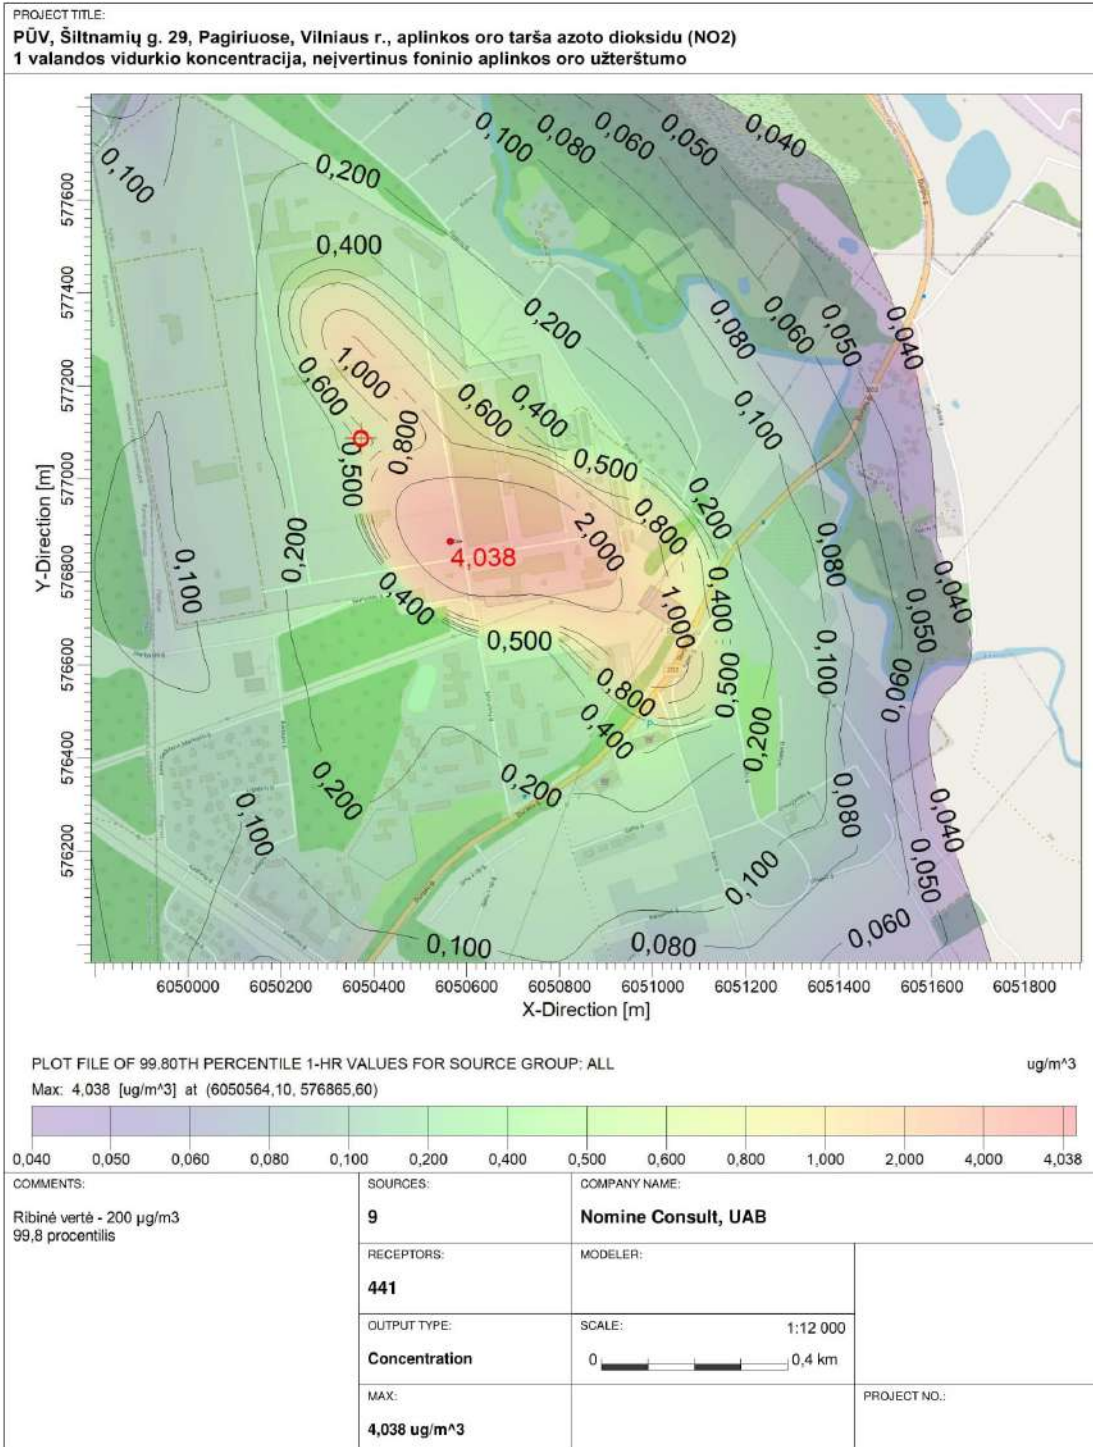 PROJECT TITLE:
PŪV, Šiltnamių g. 29, Pagiriuose, Vilniaus r., aplinkos oro tarša azoto dioksidu (NO2)
1 valandos vidurkio koncentracija, neįvertinus foninio aplinkos oro užterštumo
0,100 0,080 0,060 0,050 0,040
0,100
0,200
0,400
0,200 0,080 0,060 0,050 0,040
1,000
0,600 0,400 0,100
0,600
0,800
0,500 0,500
0,200
0,800
2,000
4,038
0,200 0,100 0,080 0,040
0,400 0,400
1,000 0,050
0,500 0,100
0,500 0,060
0,800
0,400 0,200
0,200 0,200 0,080 0,040
0,100 0,050
0,100
0,100 0,080 0,060
Y-Direction [m]
577600
577400
577200
577000
576800
576600
576400
576200
6050000 6050200 6050400 6050600 6050800 6051000 6051200 6051400 6051600 6051800
X-Direction [m]
PLOT FILE OF 99.80TH PERCENTILE 1-HR VALUES FOR SOURCE GROUP: ALL ug/m^3
Max: 4,038 [ug/m^3] at (6050564,10, 576865,60)
0,040 0,050 0,060 0,080 0,100 0,200 0,400 0,500 0,600 0,800 1,000 2,000 4,000 4,038
COMMENTS:
Ribinė vertė - 200 µg/m3
99,8 procentilis
SOURCES:
9
COMPANY NAME:
Nomine Consult, UAB
RECEPTORS:
441
MODELER:
OUTPUT TYPE:
Concentration
SCALE: 1:12 000
0 0,4 km
MAX:
4,038 ug/m^3
PROJECT NO.: